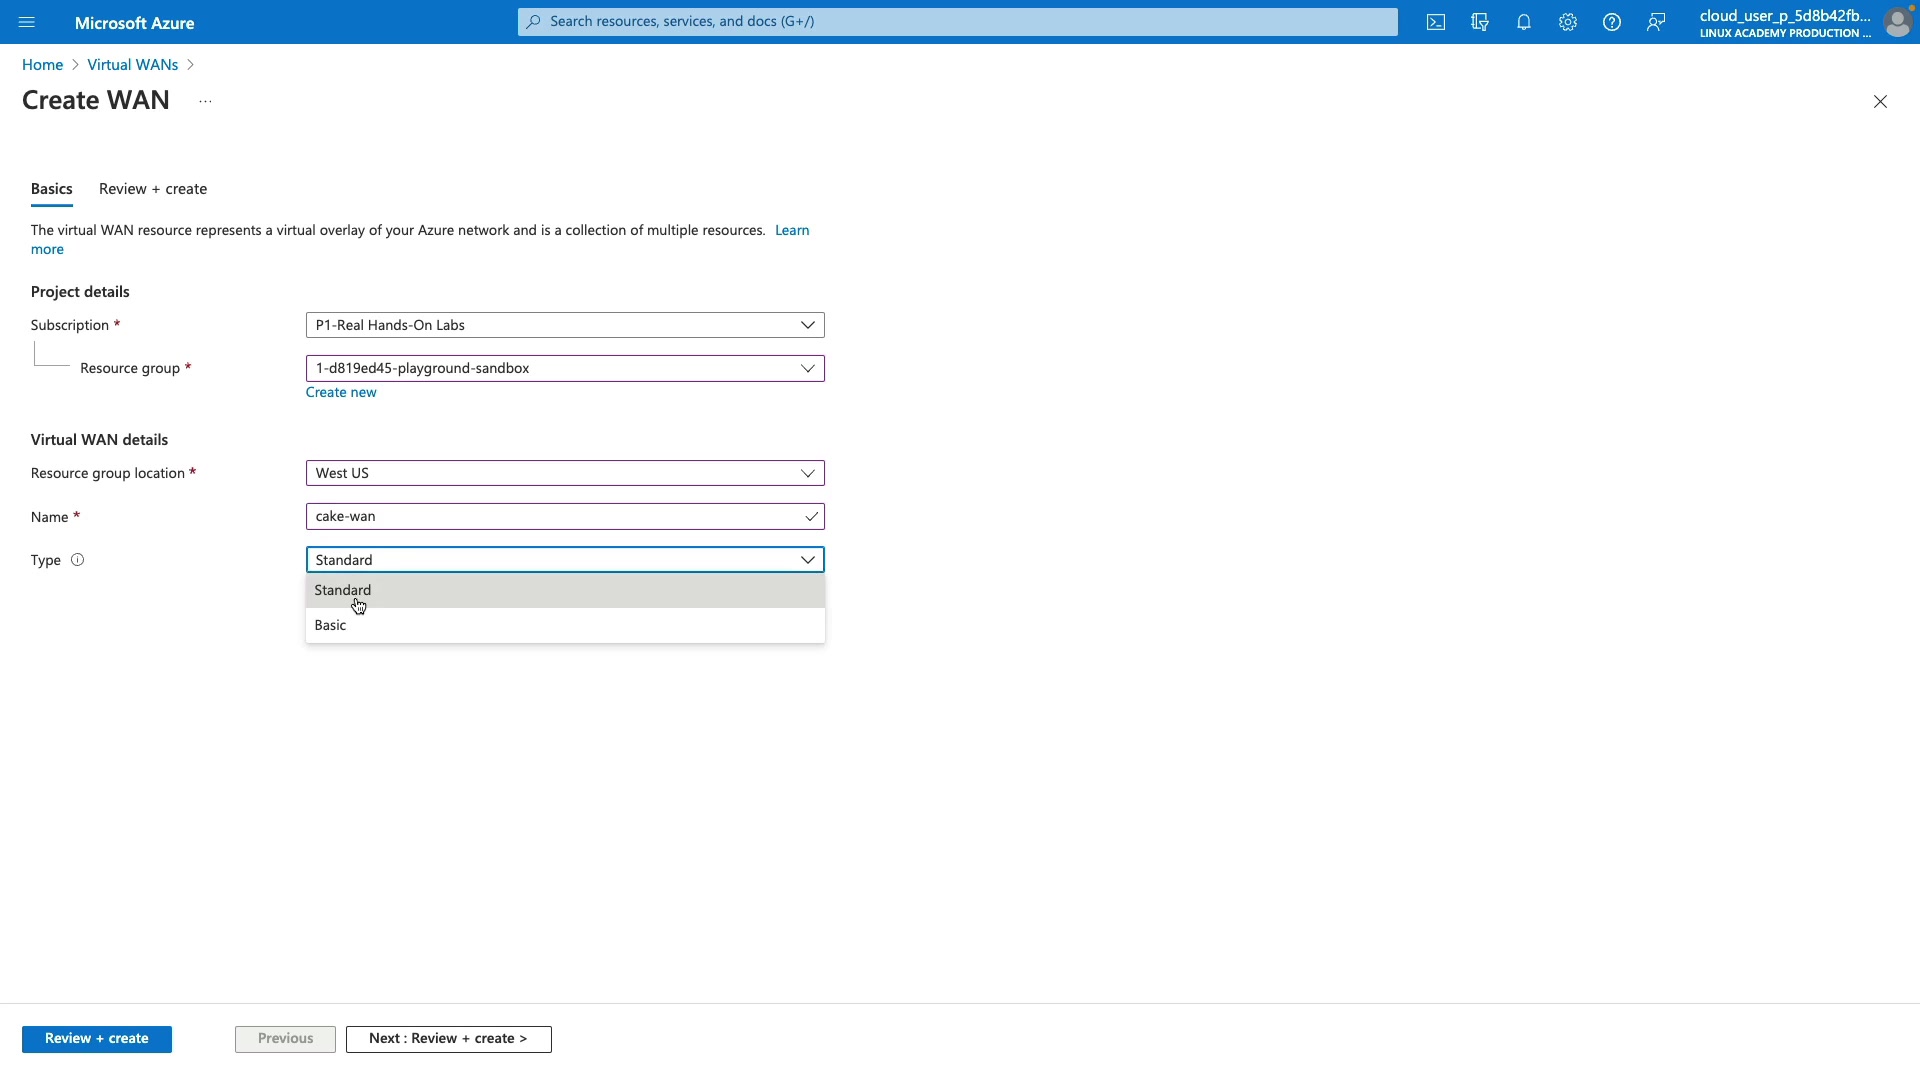 Microsoft Azure
Search resources, services, and docs (G+/)
cloud_user_p_5d8b42fb...
LINUX ACADEMY PRODUCTION ...
Home > Virtual WANs >
Create WAN ...
Basics
Review + create
The virtual WAN resource represents a virtual overlay of your Azure network and is a collection of multiple resources. Learn
more
Project details
Subscription *
P1-Real Hands-On Labs
Resource group *
1-d819ed45-playground-sandbox
Create new
Virtual WAN details
Resource group location *
West US
Name *
cake-wan
Type
Standard
Standard
Basic
Review + create
Previous
Next : Review + create >